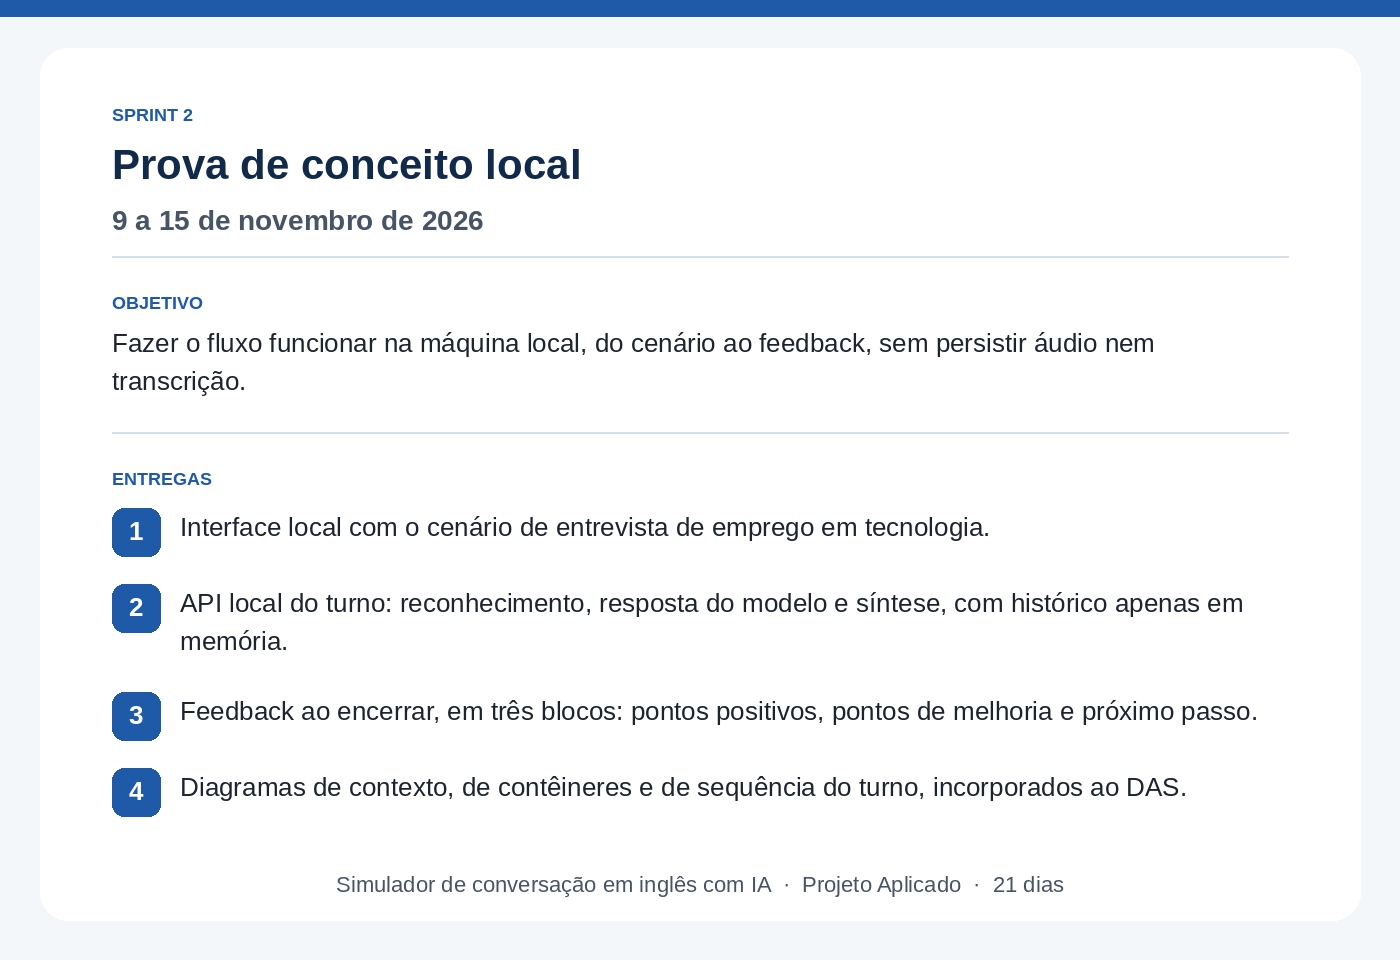 SPRINT 2
Prova de conceito local
9 a 15 de novembro de 2026
OBJETIVO
Fazer o fluxo funcionar na máquina local, do cenário ao feedback, sem persistir áudio nem
transcrição.
ENTREGAS
1 Interface local com o cenário de entrevista de emprego em tecnologia.
2 API local do turno: reconhecimento, resposta do modelo e síntese, com histórico apenas em
memória.
3 Feedback ao encerrar, em três blocos: pontos positivos, pontos de melhoria e próximo passo.
4 Diagramas de contexto, de contêineres e de sequência do turno, incorporados ao DAS.
Simulador de conversação em inglês com IA · Projeto Aplicado · 21 dias